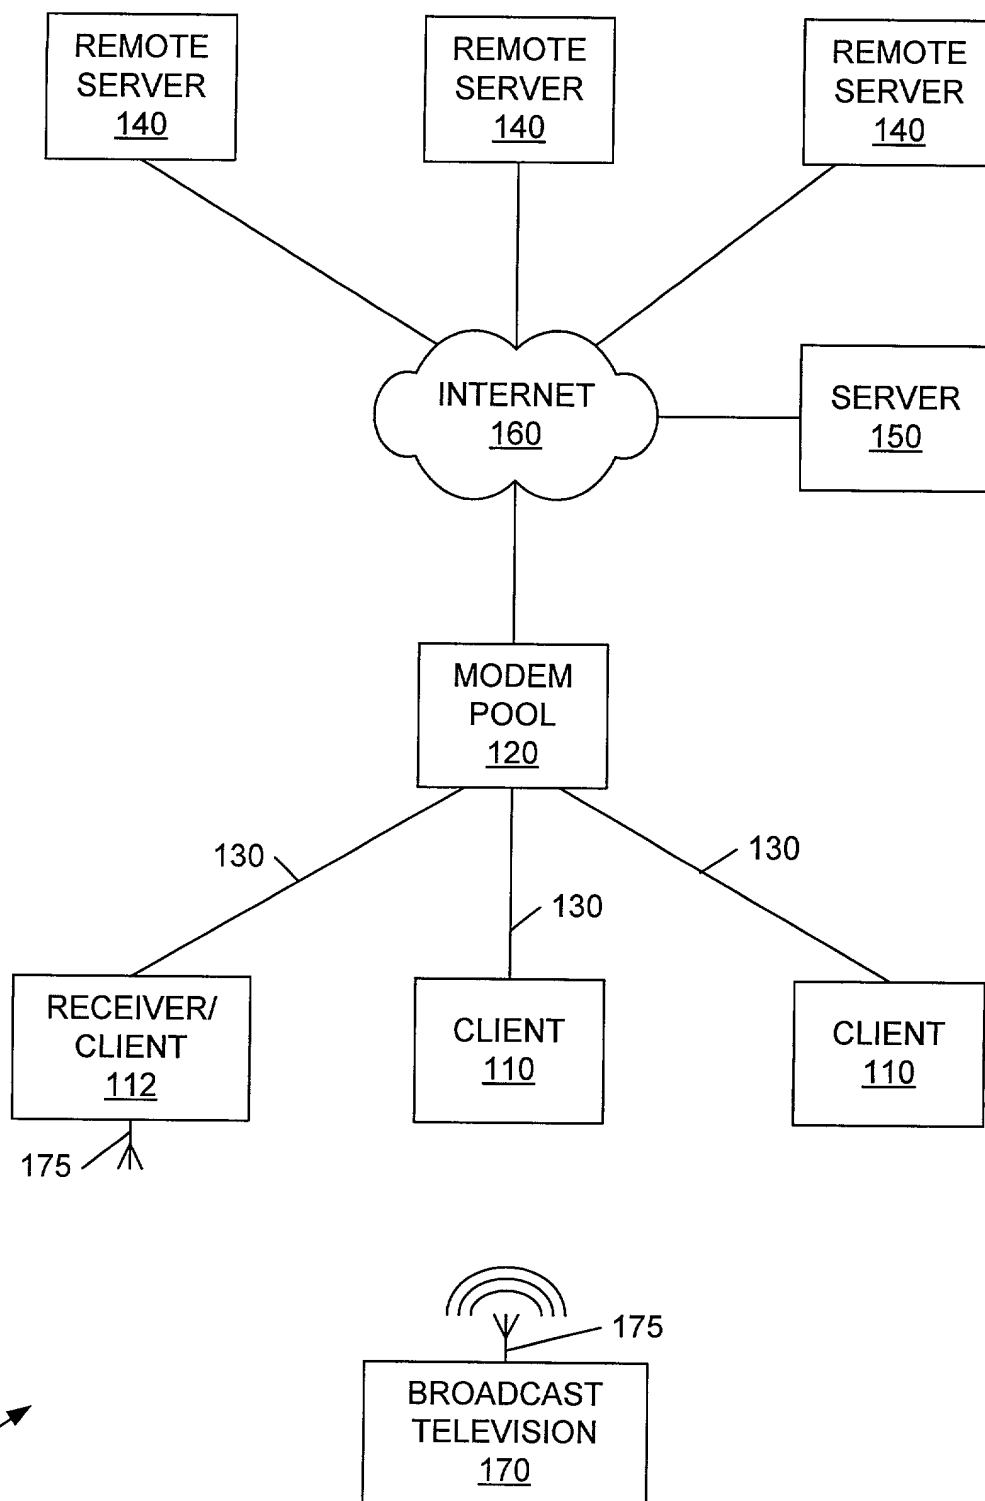 REMOTE
SERVER
140
REMOTE
SERVER
140
REMOTE
SERVER
140
INTERNET
160
SERVER
150
MODEM
POOL
120
130
130
130
RECEIVER/
CLIENT
112
CLIENT
110
CLIENT
110
175
175
BROADCAST
TELEVISION
170